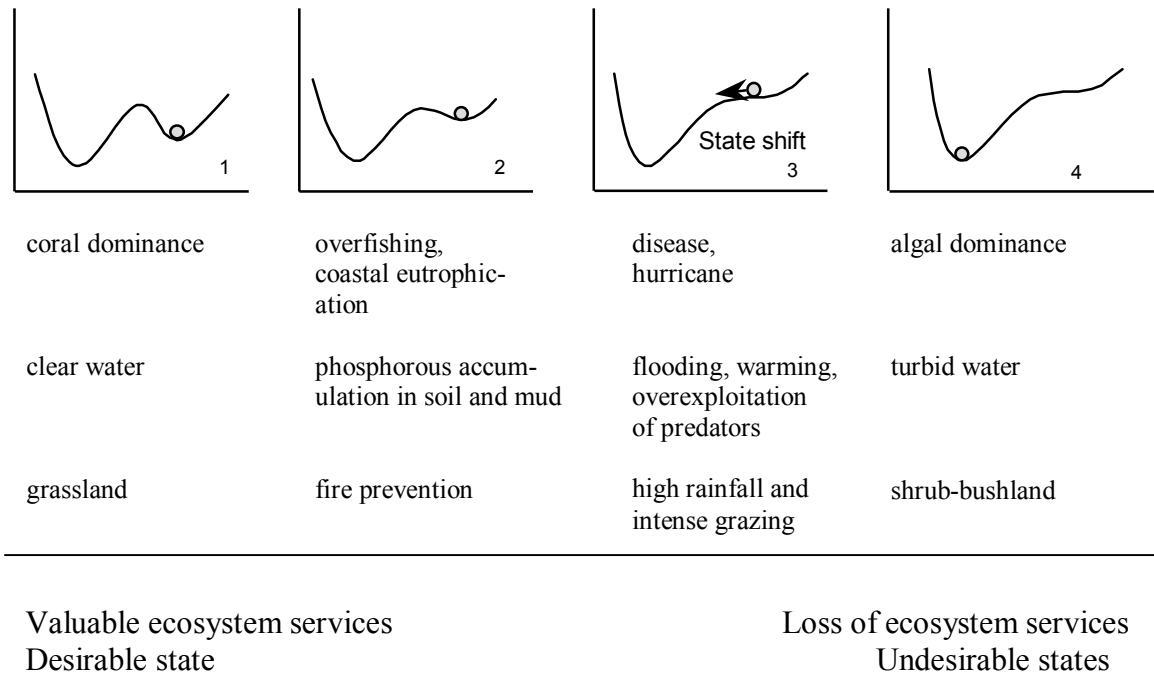 1
2
State shift
3
4
coral dominance
overfishing,
coastal eutrophic-
ation
disease,
hurricane
algal dominance
clear water
phosphorous accum-
ulation in soil and mud
flooding, warming,
overexploitation
of predators
turbid water
grassland
fire prevention
high rainfall and
intense grazing
shrub-bushland
Valuable ecosystem services
Desirable state
Loss of ecosystem services
Undesirable states